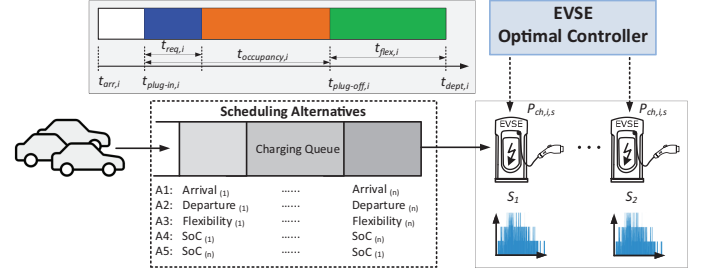 t_req,i
t_occupancy,i
t_flex,i
t_arr,i
t_plug-in,i
t_plug-off,i
t_dept,i
EVSE
Optimal Controller
Scheduling Alternatives
Charging Queue
A1: Arrival (1) ...... Arrival (n)
A2: Departure (1) ...... Departure (n)
A3: Flexibility (1) ...... Flexibility (n)
A4: SoC (1) ...... SoC (n)
A5: SoC (n) ...... SoC (1)
P_ch,i,s
P_ch,i,s
EVSE
EVSE
S_1
S_2